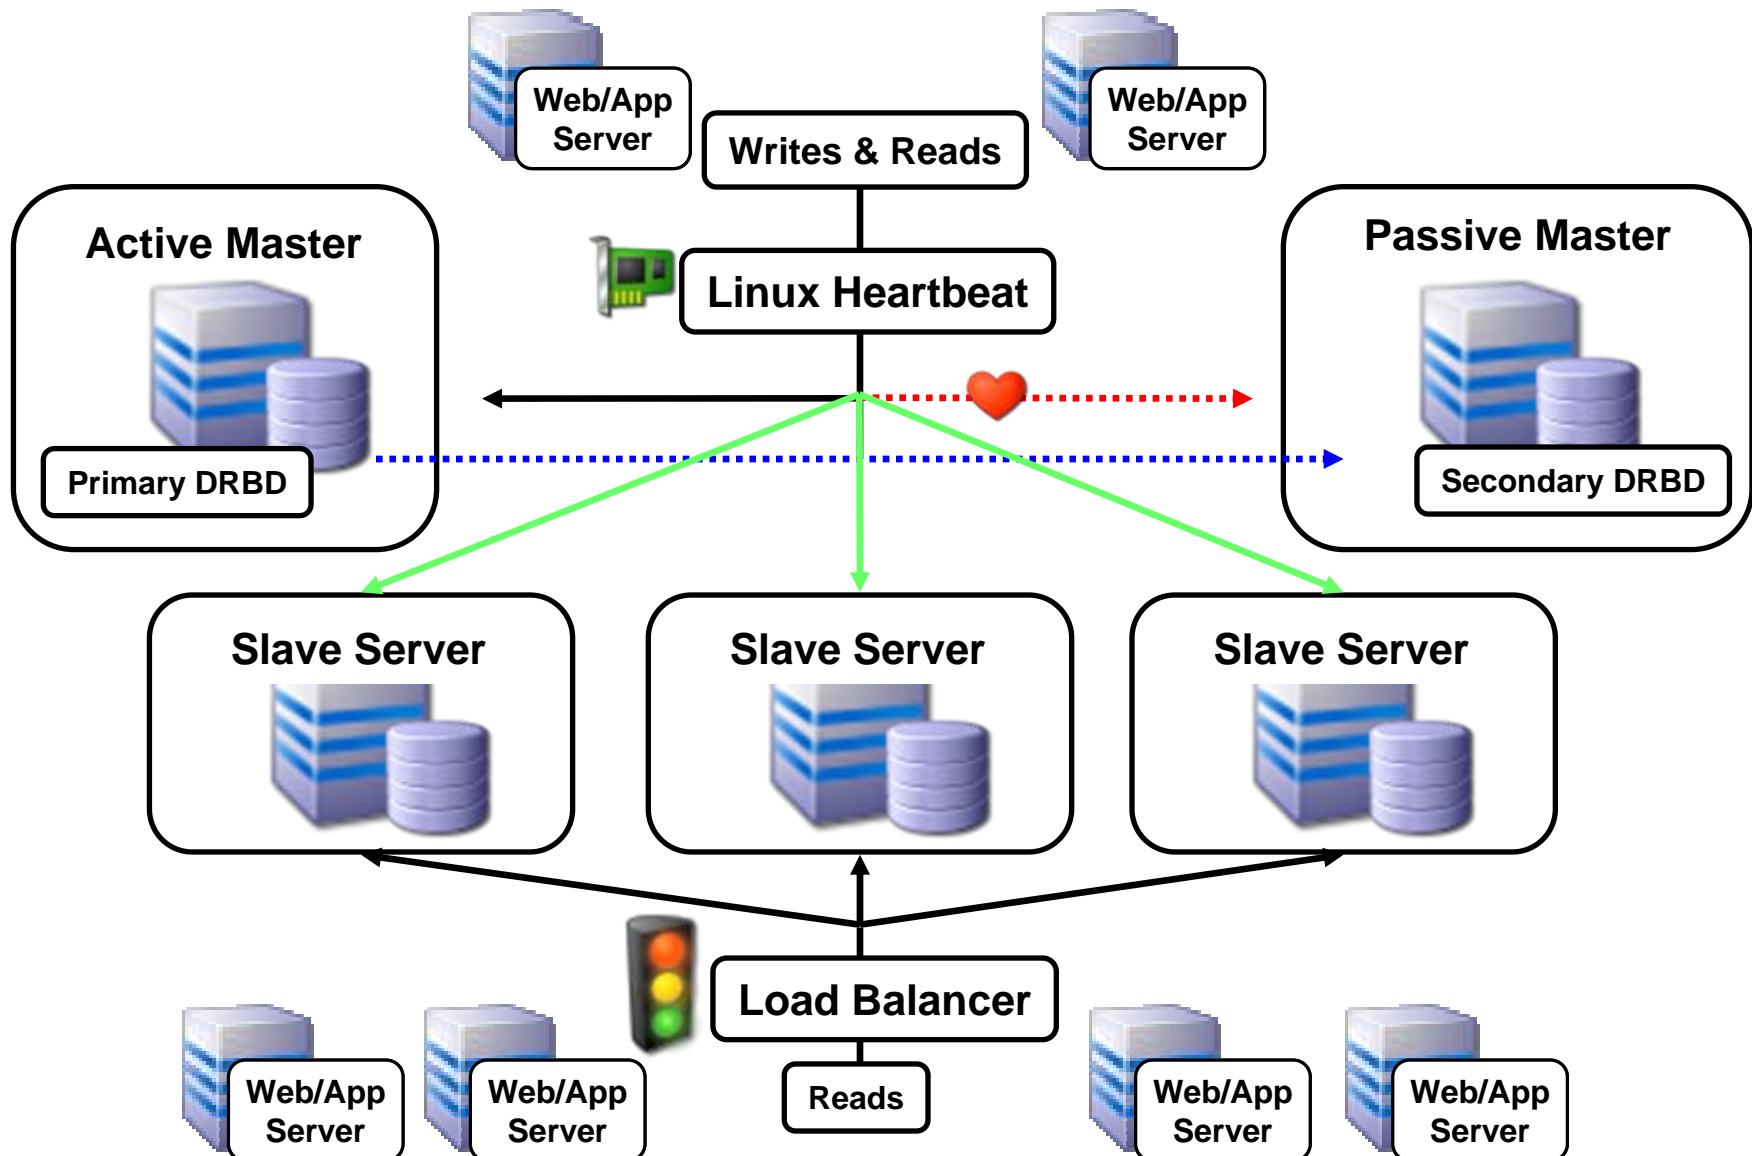 Web/App
Server
Web/App
Server
Writes & Reads
Active Master
Passive Master
Linux Heartbeat
Primary DRBD
Secondary DRBD
Slave Server
Slave Server
Slave Server
Load Balancer
Web/App
Server
Web/App
Server
Reads
Web/App
Server
Web/App
Server